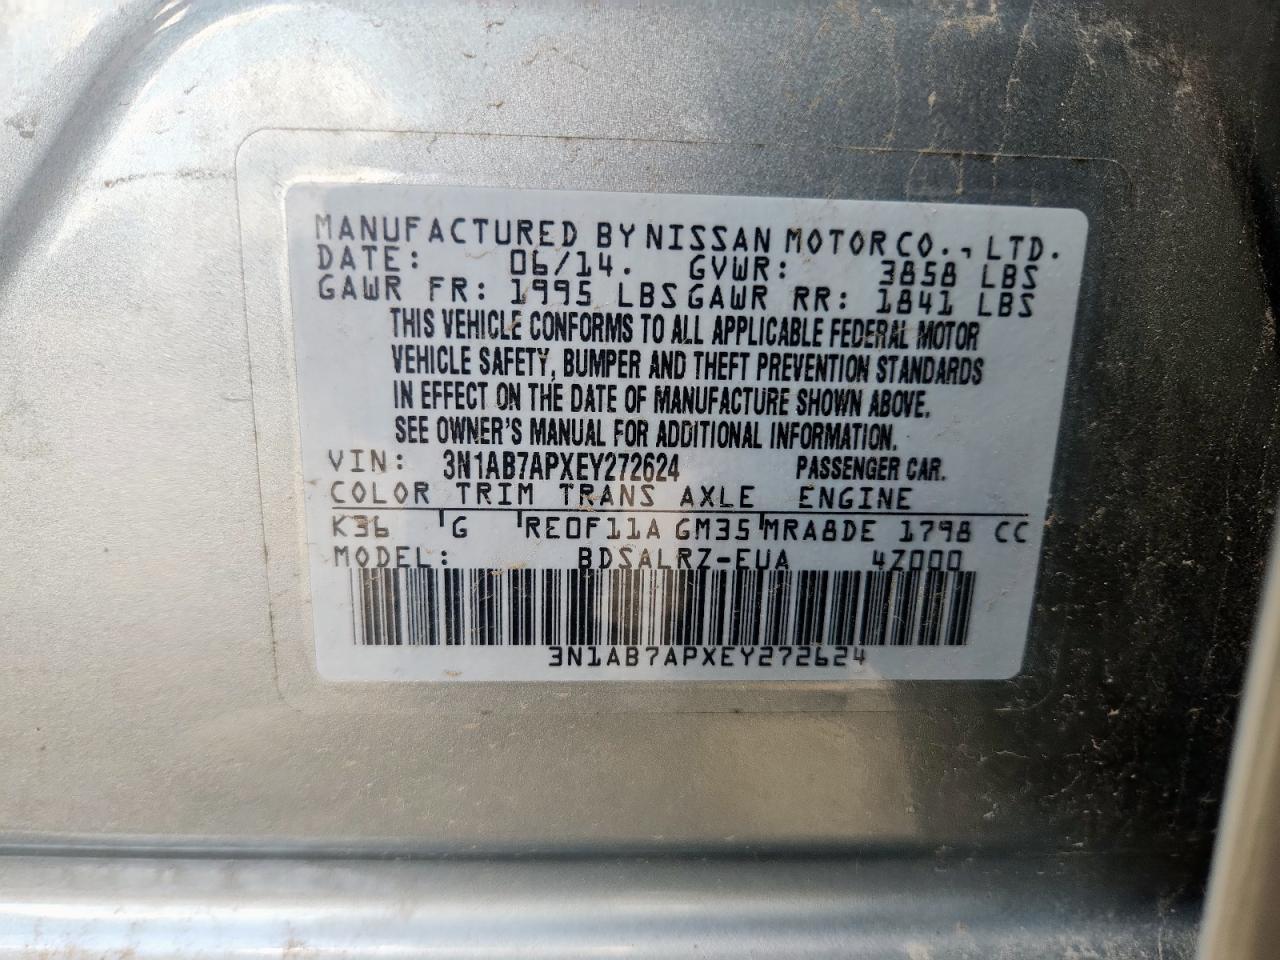 MANUFACTURED BY NISSAN MOTOR CO., LTD.
DATE: 06/14. GVWR: 3858 LBS
GAWR FR: 1995 LBS GAWR RR: 1841 LBS
THIS VEHICLE CONFORMS TO ALL APPLICABLE FEDERAL MOTOR
VEHICLE SAFETY, BUMPER AND THEFT PREVENTION STANDARDS
IN EFFECT ON THE DATE OF MANUFACTURE SHOWN ABOVE.
SEE OWNER'S MANUAL FOR ADDITIONAL INFORMATION.
VIN: 3N1AB7APXEY272624 PASSENGER CAR.
COLOR TRIM TRANS AXLE ENGINE
K36 G RE0F11A GM35 MRA8DE 1798 CC
MODEL: BDSALRZ-EUA 4Z000
3N1AB7APXEY272624